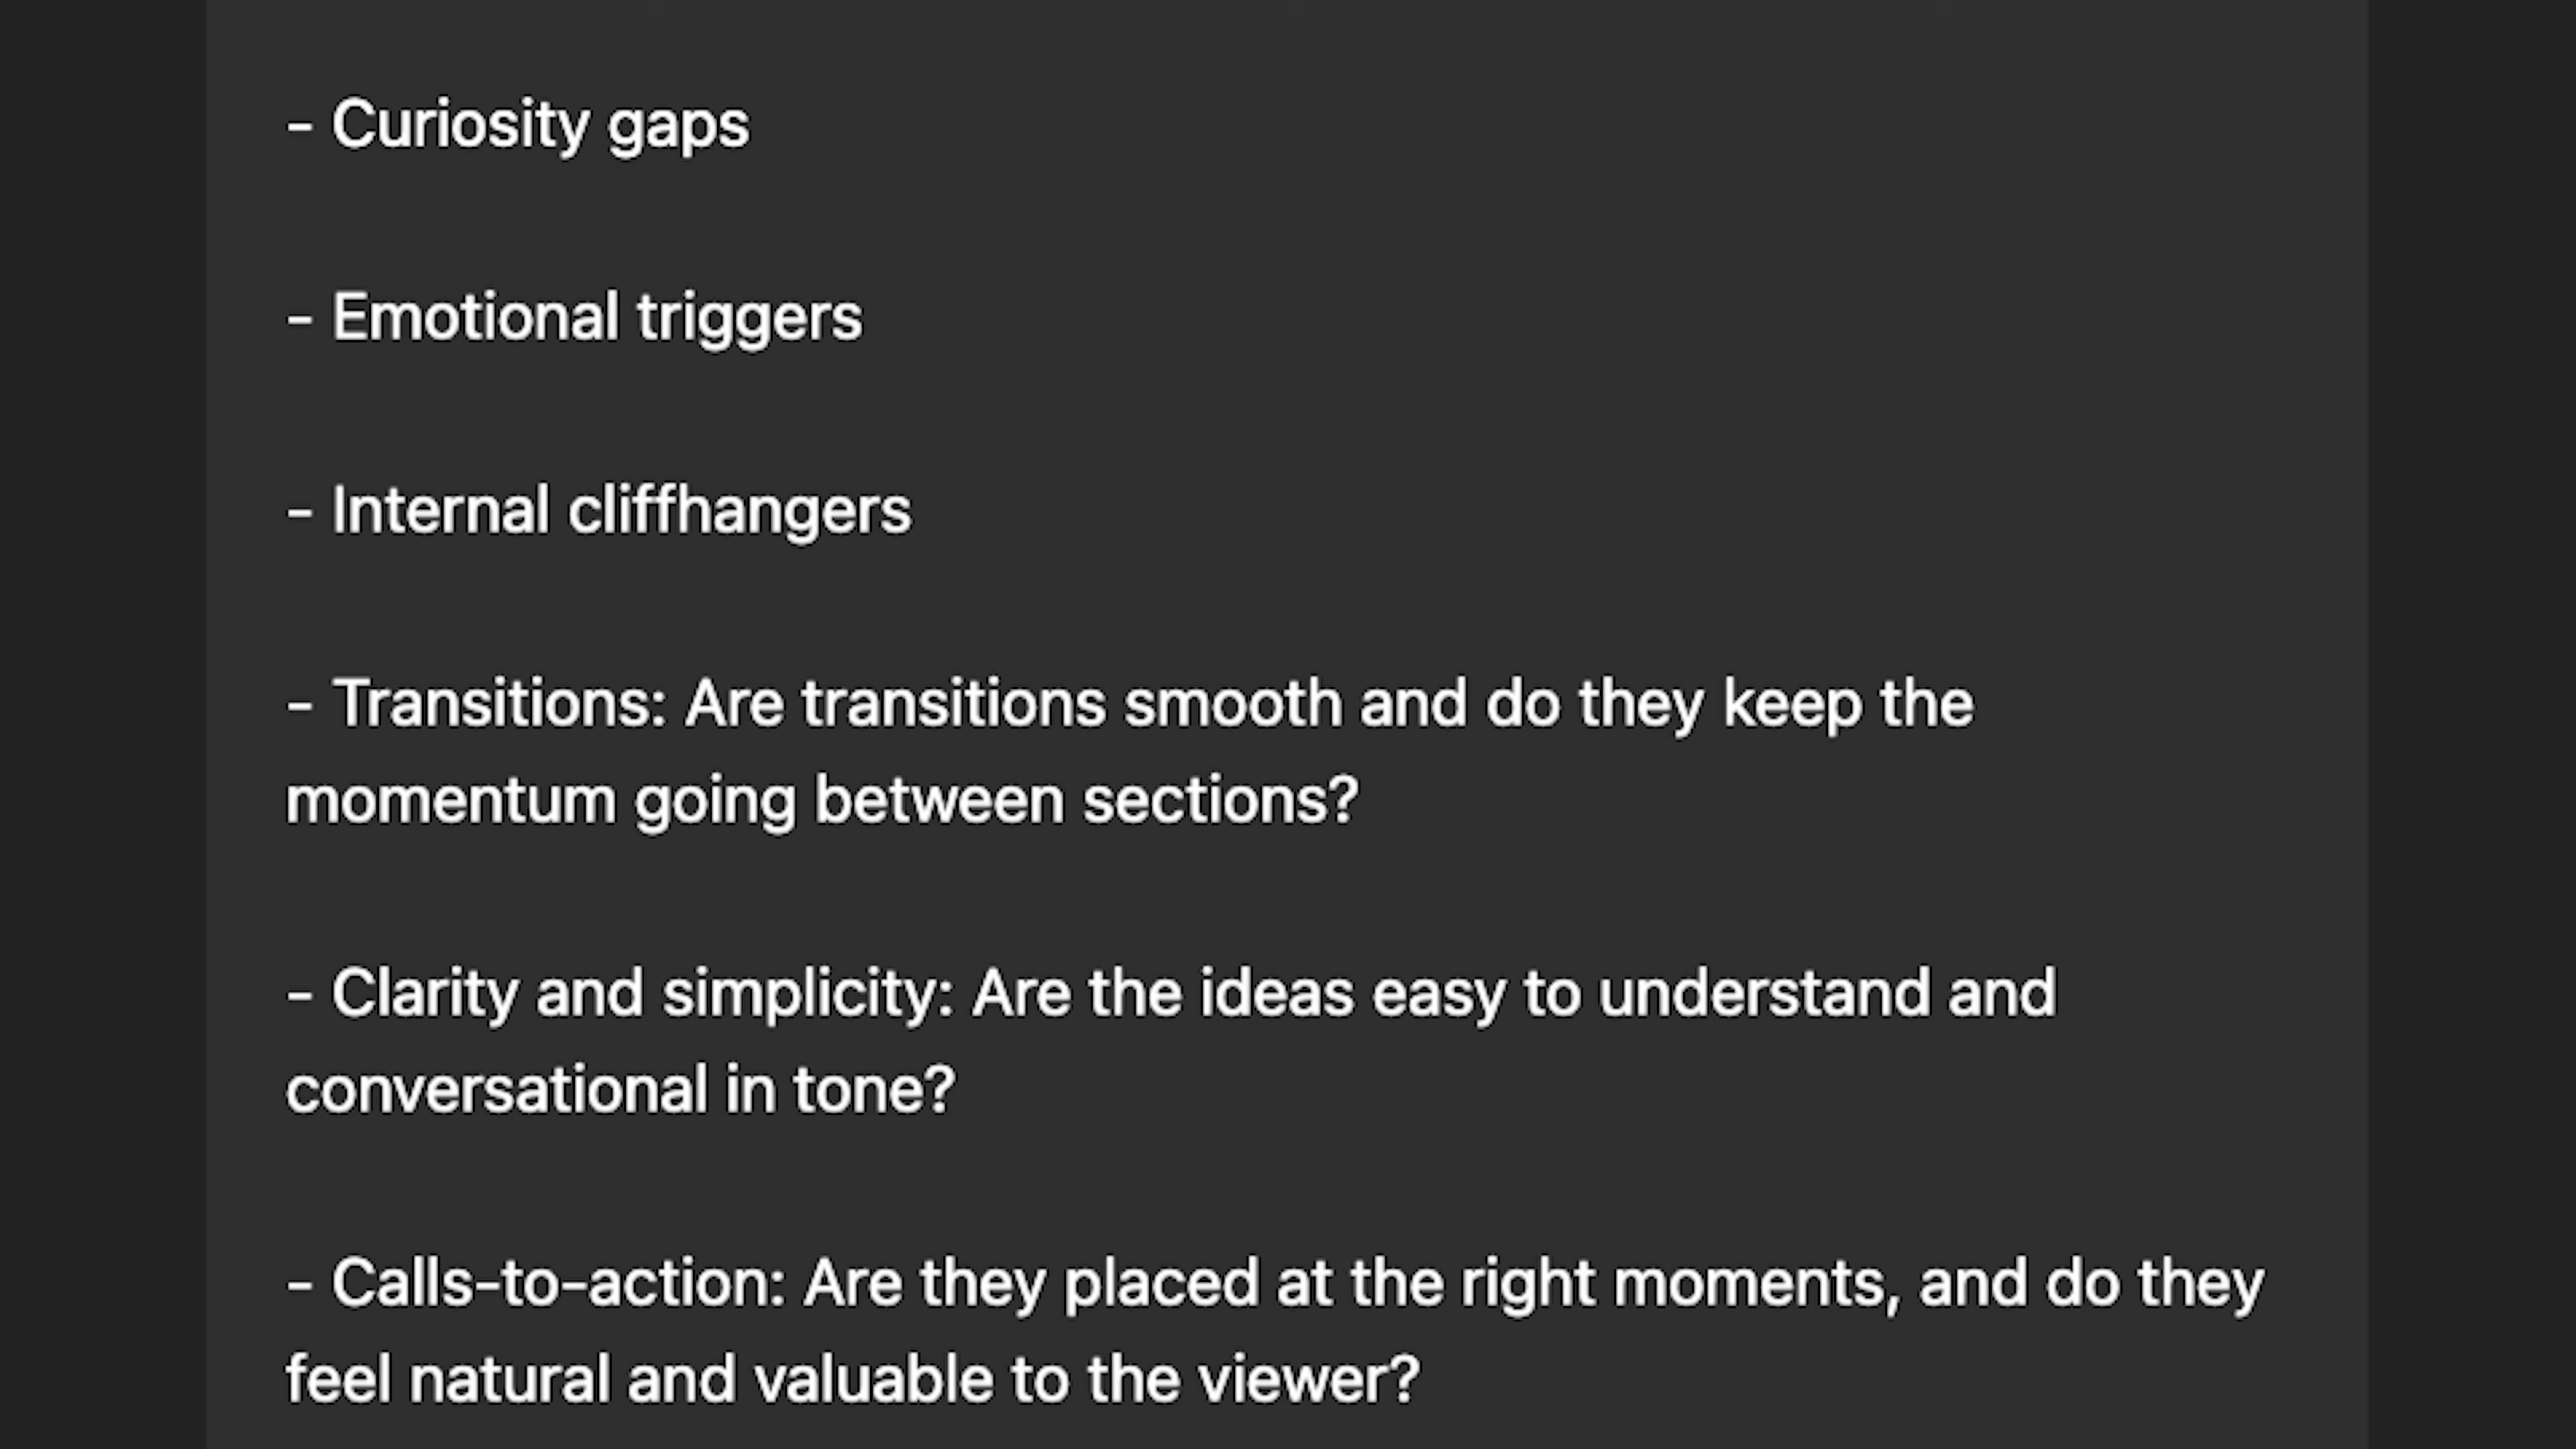 - Curiosity gaps
- Emotional triggers
- Internal cliffhangers
- Transitions: Are transitions smooth and do they keep the
momentum going between sections?
- Clarity and simplicity: Are the ideas easy to understand and
conversational in tone?
- Calls-to-action: Are they placed at the right moments, and do they
feel natural and valuable to the viewer?